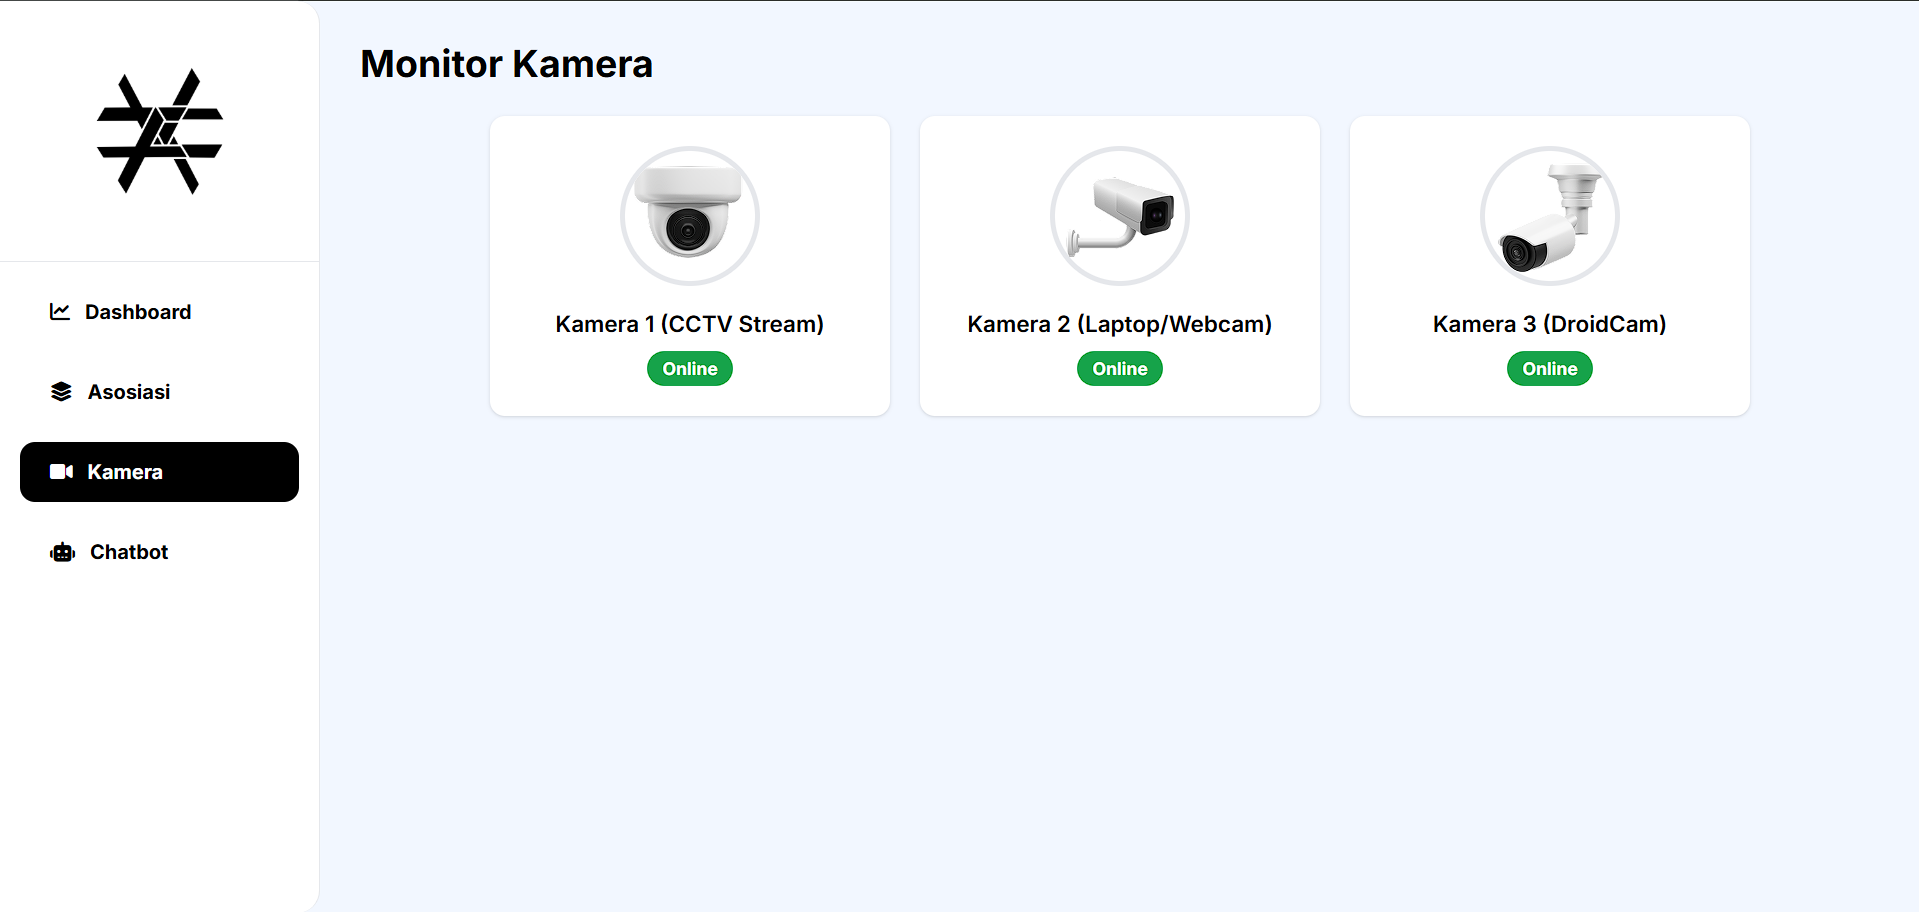 Monitor Kamera
Dashboard
Asosiasi
Kamera
Chatbot
Kamera 1 (CCTV Stream)
Online
Kamera 2 (Laptop/Webcam)
Online
Kamera 3 (DroidCam)
Online